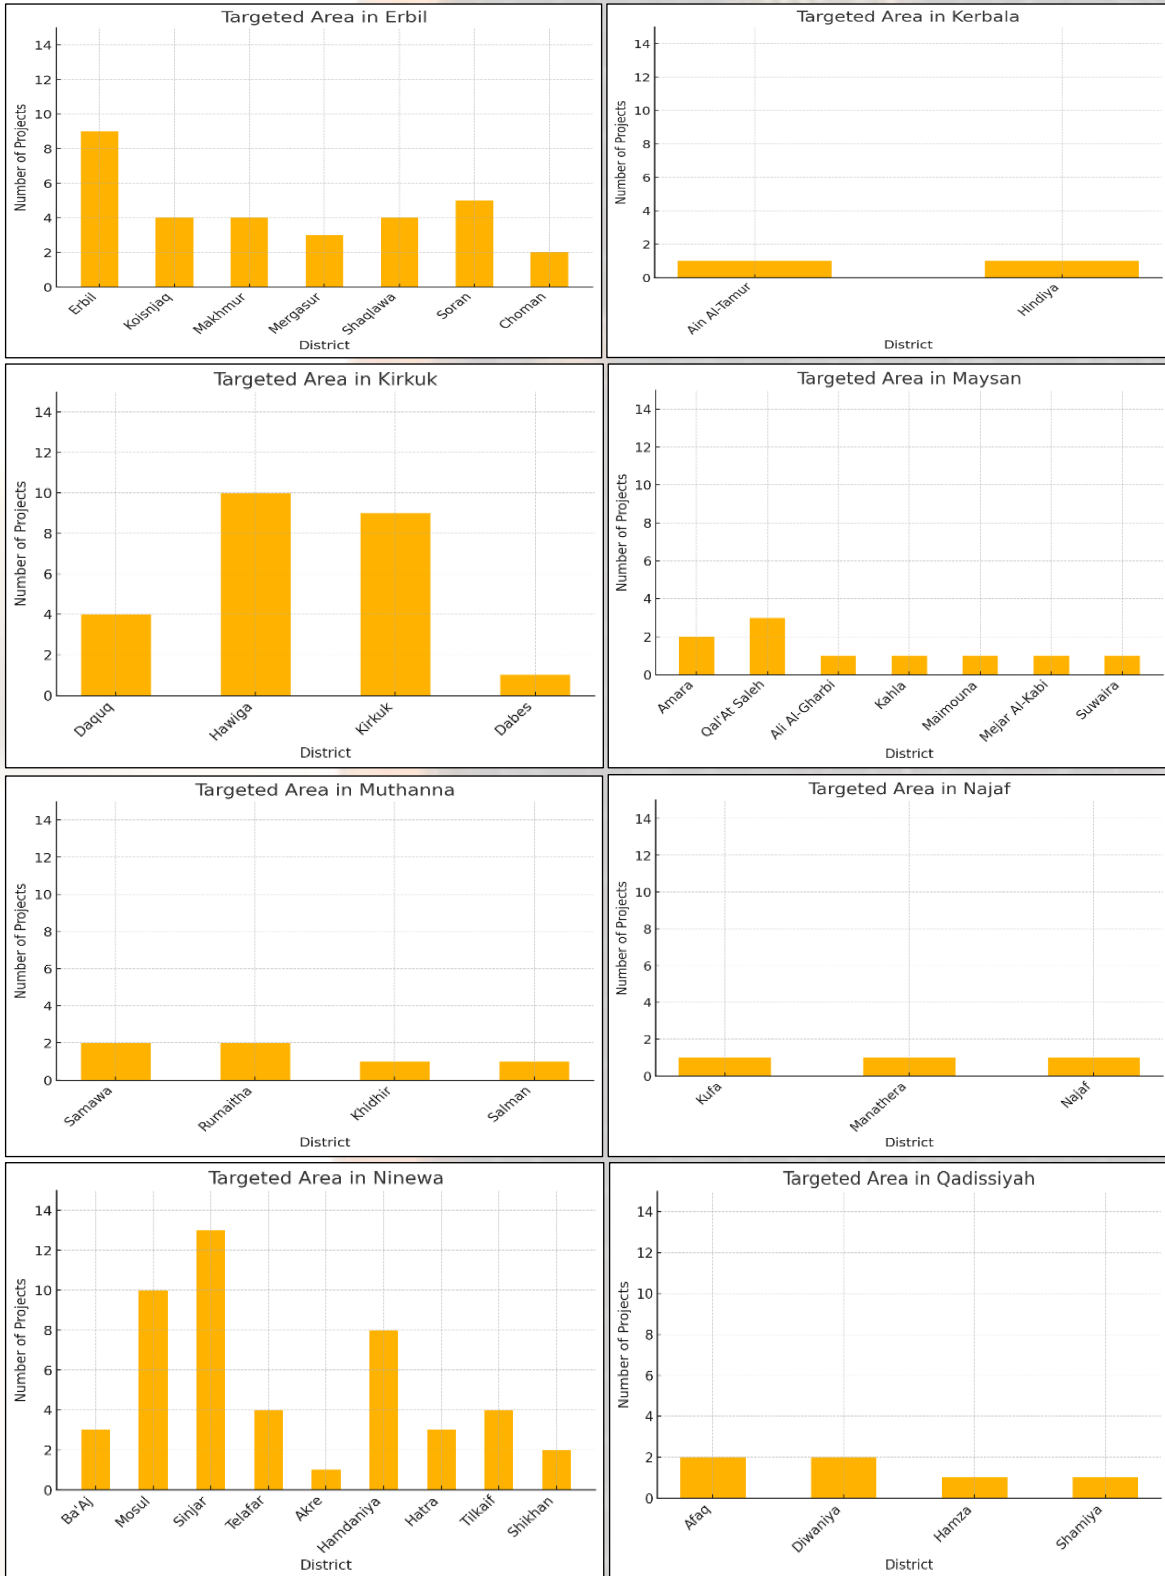 Targeted Area in Erbil
Number of Projects
14
12
10
8
6
4
2
0
Erbil
Koisnjaq
Makhmur
Mergasur
Shaqlawa
Soran
Choman
District
Targeted Area in Kerbala
Number of Projects
14
12
10
8
6
4
2
0
Ain Al-Tamur
Hindiya
District
Targeted Area in Kirkuk
Number of Projects
14
12
10
8
6
4
2
0
Daquq
Hawiga
Kirkuk
Dabes
District
Targeted Area in Maysan
Number of Projects
14
12
10
8
6
4
2
0
Amara
Qal'At Saleh
Ali Al-Gharbi
Kahla
Maimouna
Mejar Al-Kabi
Suwaira
District
Targeted Area in Muthanna
Number of Projects
14
12
10
8
6
4
2
0
Samawa
Rumaitha
Khidhir
Salman
District
Targeted Area in Najaf
Number of Projects
14
12
10
8
6
4
2
0
Kufa
Manathera
Najaf
District
Targeted Area in Ninewa
Number of Projects
14
12
10
8
6
4
2
0
Ba'Aj
Mosul
Sinjar
Telafar
Akre
Hamdaniya
Hatra
Tilkaif
Shikhan
District
Targeted Area in Qadissiyah
Number of Projects
14
12
10
8
6
4
2
0
Afaq
Diwaniya
Hamza
Shamiya
District